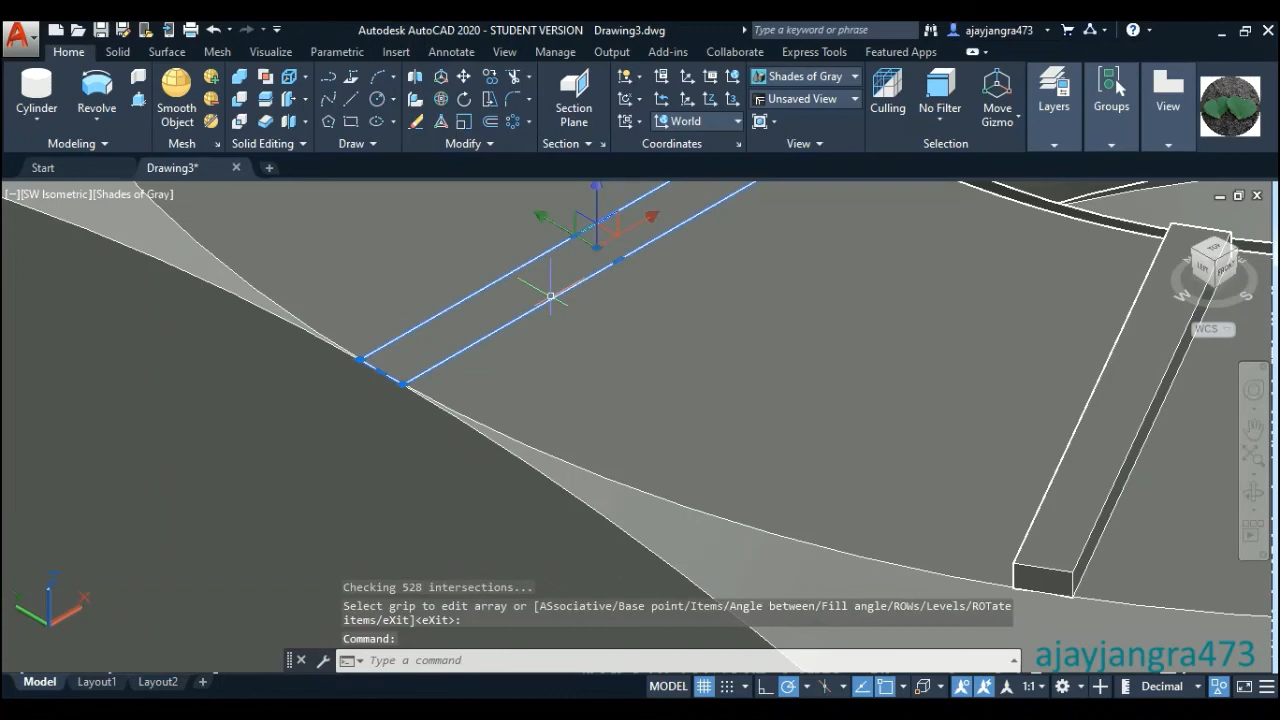 Autodesk AutoCAD 2020 - STUDENT VERSION Drawing3.dwg
Type a keyword or phrase
ajayjangra473
Home Solid Surface Mesh Visualize Parametric Insert Annotate View Manage Output Add-ins Collaborate Express Tools Featured Apps
Cylinder
Revolve
Smooth
Object
Section
Plane
World
Shades of Gray
Unsaved View
Culling
No Filter
Move
Gizmo
Layers
Groups
View
Modeling
Mesh
Solid Editing
Draw
Modify
Section
Coordinates
View
Selection
Start
Drawing3*
[−][SW Isometric][Shades of Gray]
TOP
LEFT
FRONT
W
S
WCS
Z
X
Checking 528 intersections...
Select grip to edit array or [ASsociative/Base point/Items/Angle between/Fill angle/ROWs/Levels/ROTate
items/eXit]<eXit>:
Command:
Type a command
ajayjangra473
Model Layout1 Layout2
MODEL
1:1
Decimal